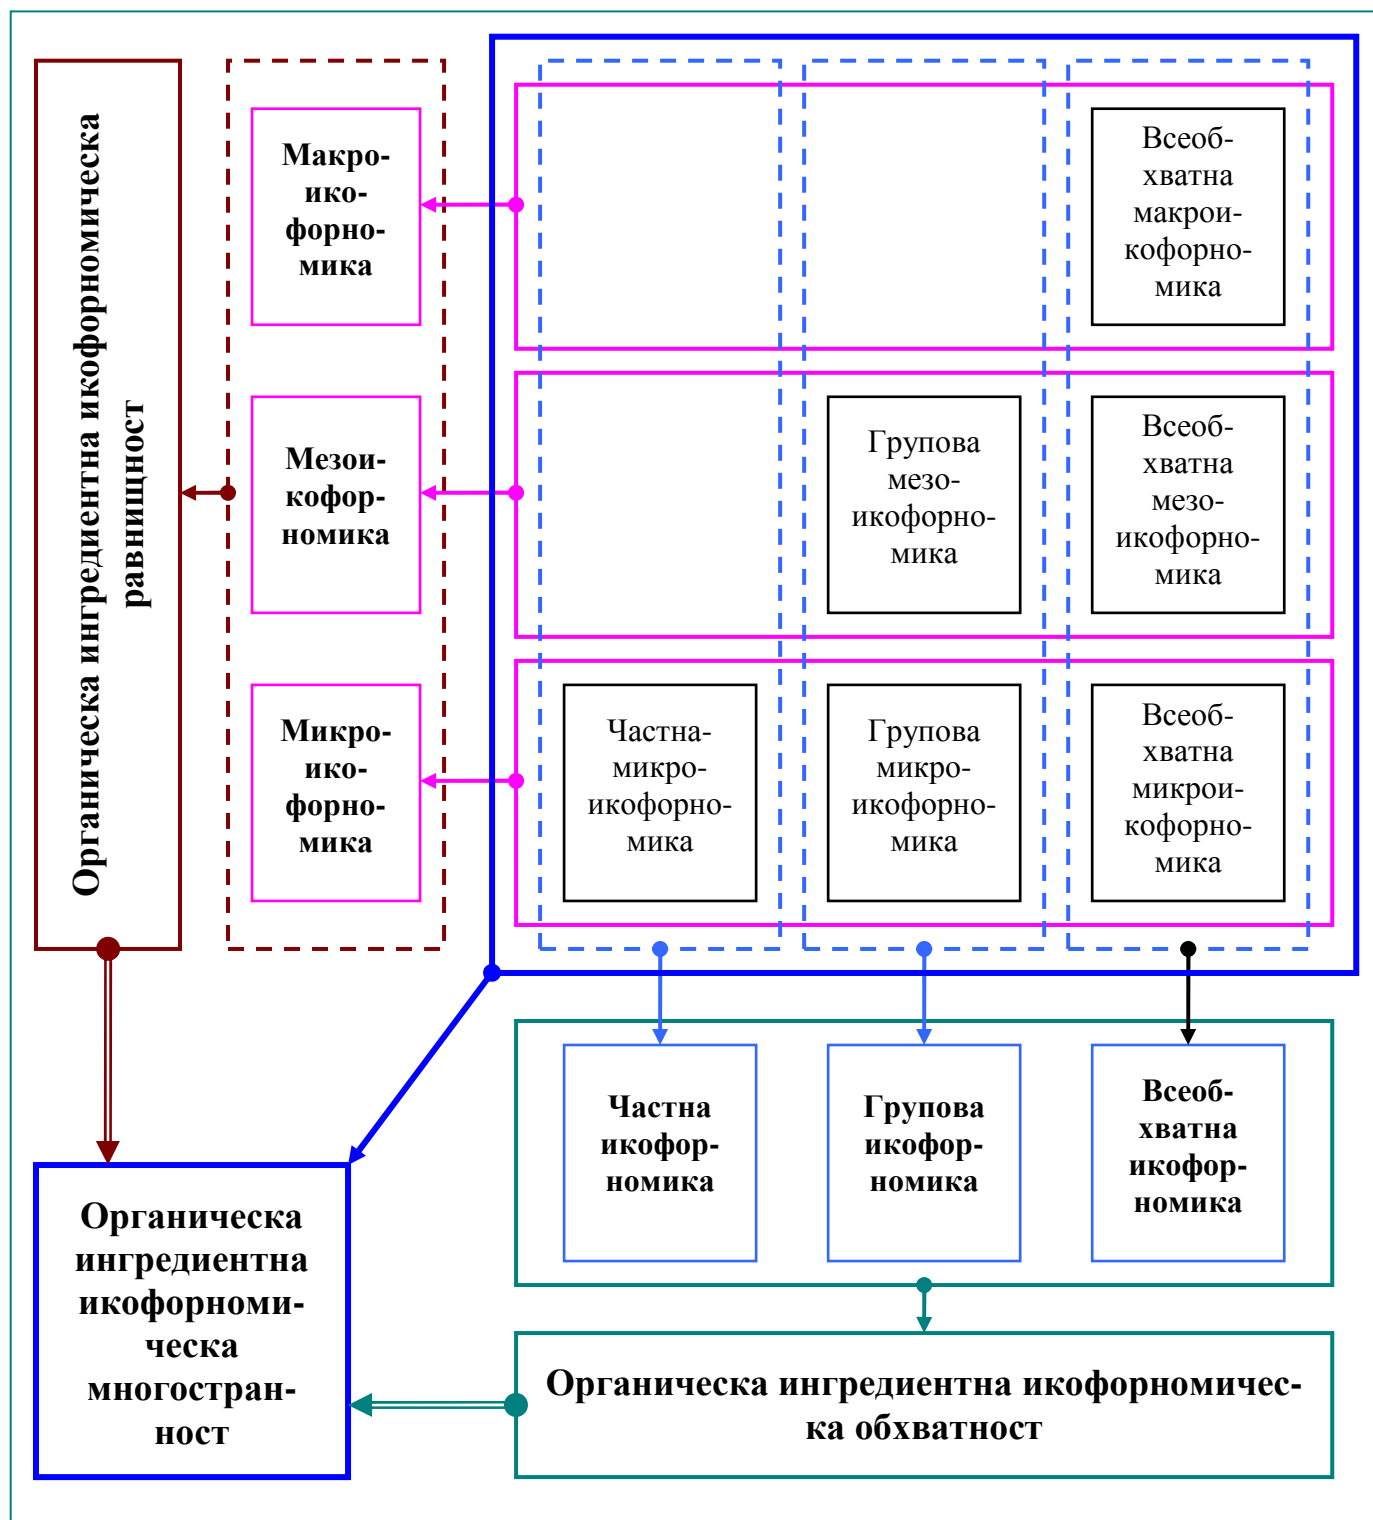 Органическа ингредиентна икоформомическа
равнищност
Макро-
ико-
форно-
мика
Всеоб-
хватна
макрои-
кофорно-
мика
Мезои-
кофор-
номика
Групова
мезо-
икофорно-
мика
Всеоб-
хватна
мезо-
икофорно-
мика
Микро-
ико-
форно-
мика
Частна-
микро-
икофорно-
мика
Групова
микро-
икофорно-
мика
Всеоб-
хватна
микрои-
кофорно-
мика
Частна
икофор-
номика
Групова
икофор-
номика
Всеоб-
хватна
икофор-
номика
Органическа
ингредиентна
икофорноми-
ческа
многостран-
ност
Органическа ингредиентна икофорномичес-
ка обхватност